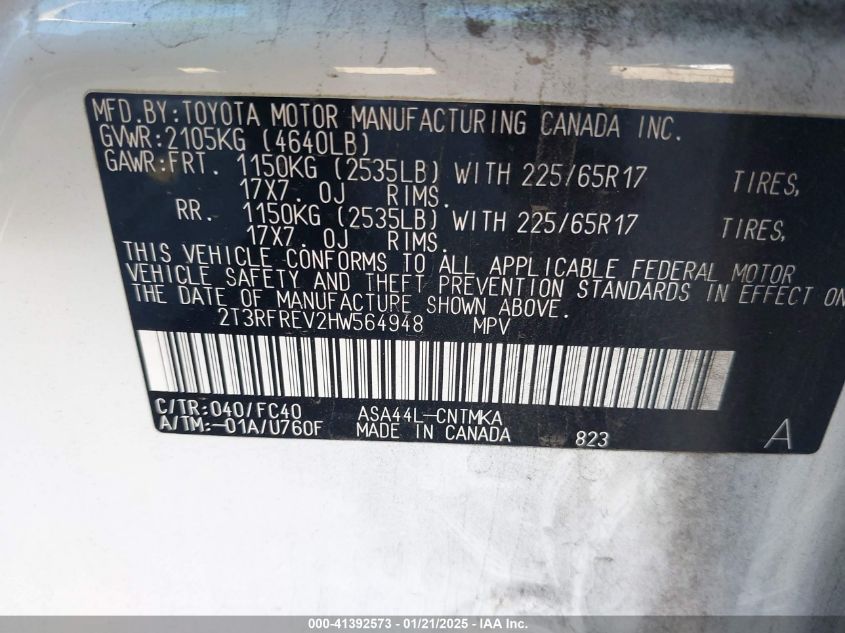 MFD.BY:TOYOTA MOTOR MANUFACTURING CANADA INC.
GVWR:2105KG (4640LB)
GAWR:FRT. 1150KG (2535LB) WITH 225/65R17 TIRES,
17X7. 0J RIMS.
RR. 1150KG (2535LB) WITH 225/65R17 TIRES,
17X7. 0J RIMS.
THIS VEHICLE CONFORMS TO ALL APPLICABLE FEDERAL MOTOR
VEHICLE SAFETY AND THEFT PREVENTION STANDARDS IN EFFECT ON
THE DATE OF MANUFACTURE SHOWN ABOVE.
2T3RFREV2HW564948 MPV
C/TR:040/FC40 ASA44L-CNTMKA
A/TM:-01A/U760F MADE IN CANADA 823 A
000-41392573 - 01/21/2025 - IAA Inc.